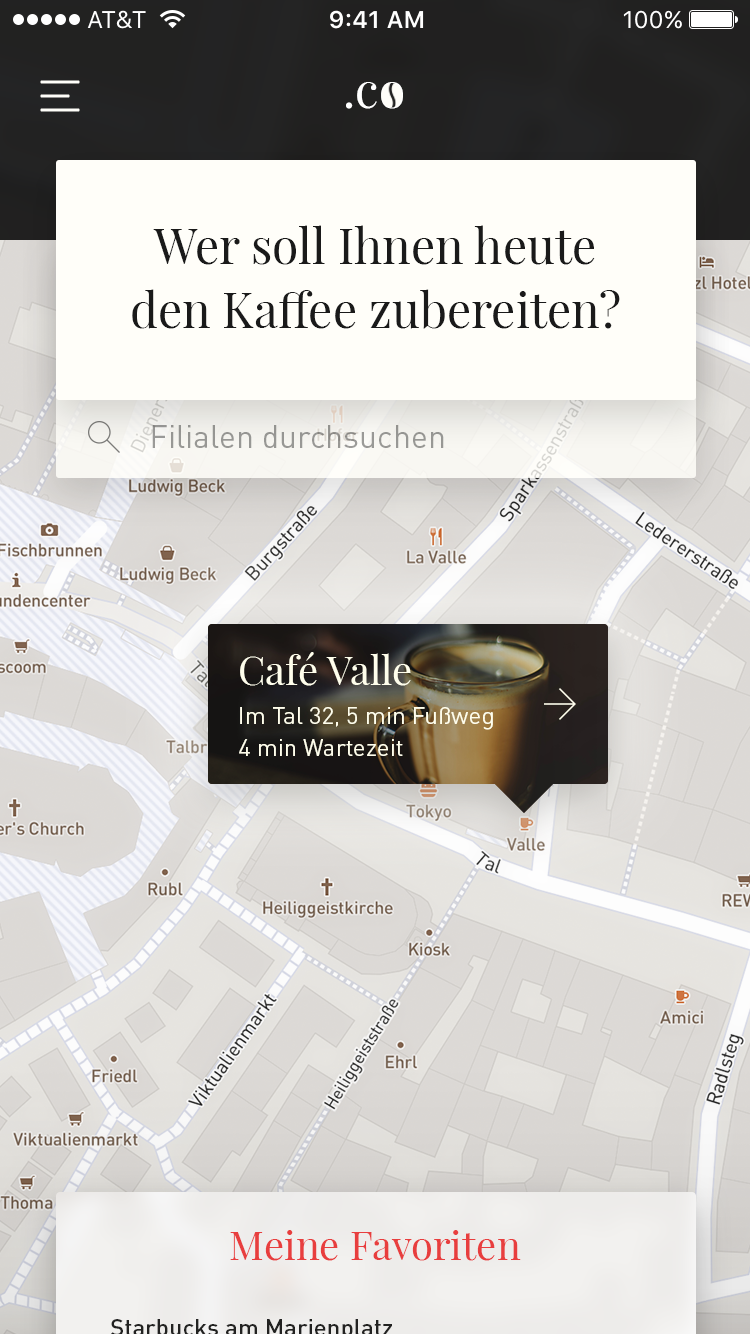 AT&T
9:41 AM
100%
.co
Wer soll Ihnen heute
den Kaffee zubereiten?
Filialen durchsuchen
zl Hotel
Ludwig Beck
Sparkassenstraß
Burgstraße
Ledererstraße
Fischbrunnen
La Valle
Ludwig Beck
undencenter
scoom
Café Valle
Im Tal 32, 5 min Fußweg
4 min Wartezeit
Talbr
Tokyo
er's Church
Valle
Tal
Rubl
REW
Heiliggeistkirche
Kiosk
Amici
Viktualienmarkt
Heiliggeiststraße
Ehrl
Radlsteg
Friedl
Viktualienmarkt
Thoma
Meine Favoriten
Starbucks am Marienplatz